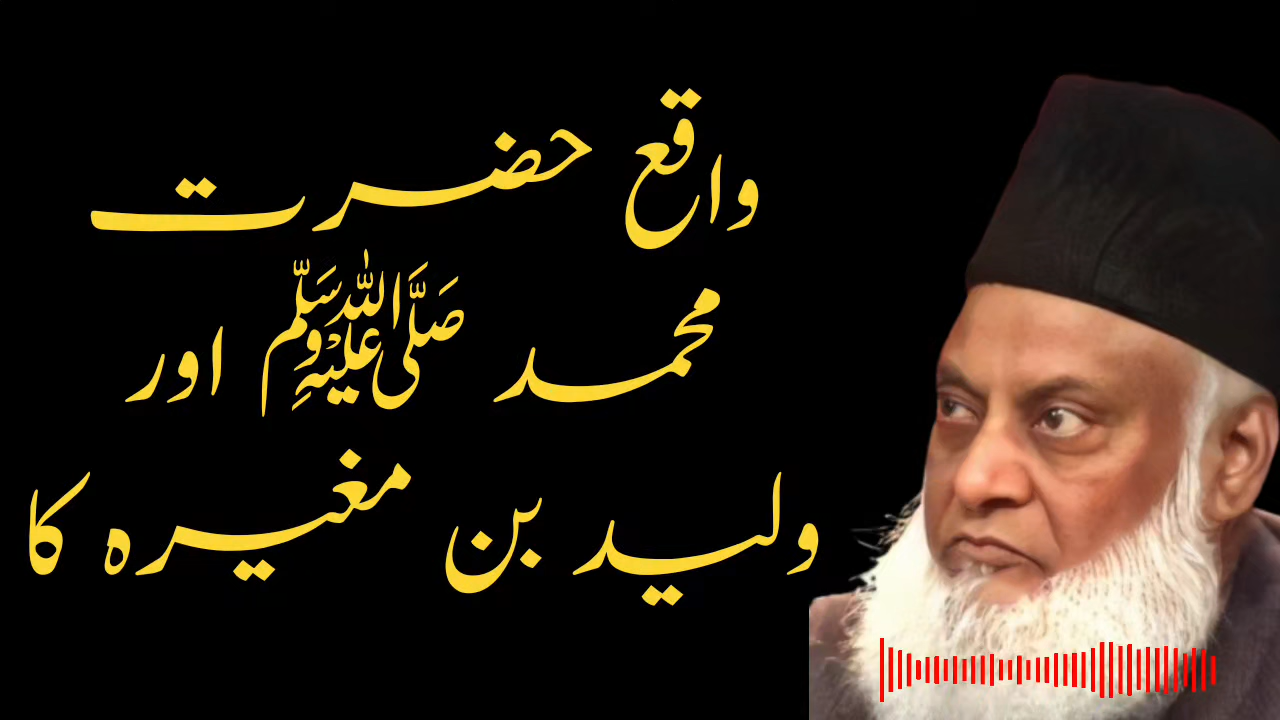 واقع حضرت
محمد ﷺ اور
ولید بن مغیرہ کا